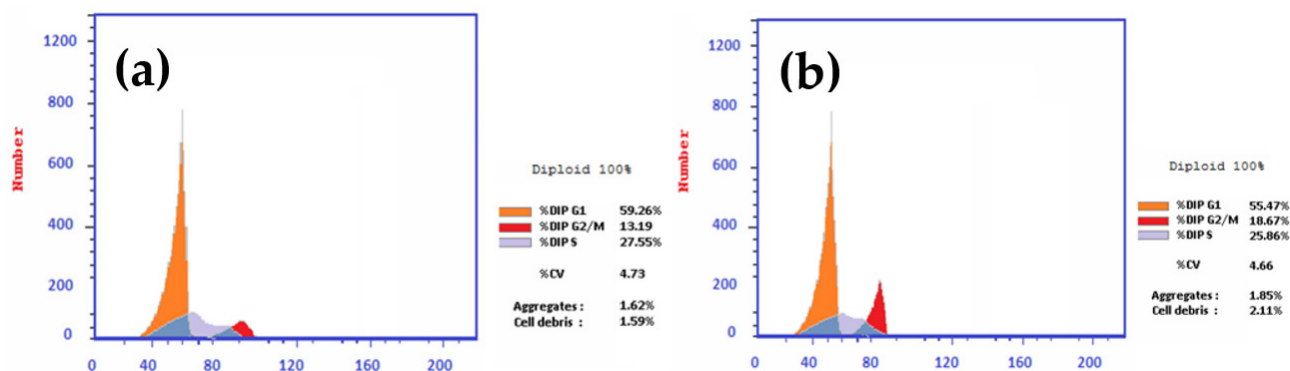 (a)
1200
800
600
400
200
0
Number
0 40 80 120 160 200
Diploid 100%
%DIP G1 59.26%
%DIP G2/M 13.19
%DIP S 27.55%
%CV 4.73
Aggregates : 1.62%
Cell debris : 1.59%
(b)
1200
800
600
400
200
0
Number
0 40 80 120 160 200
Diploid 100%
%DIP G1 55.47%
%DIP G2/M 18.67%
%DIP S 25.86%
%CV 4.66
Aggregates : 1.85%
Cell debris : 2.11%